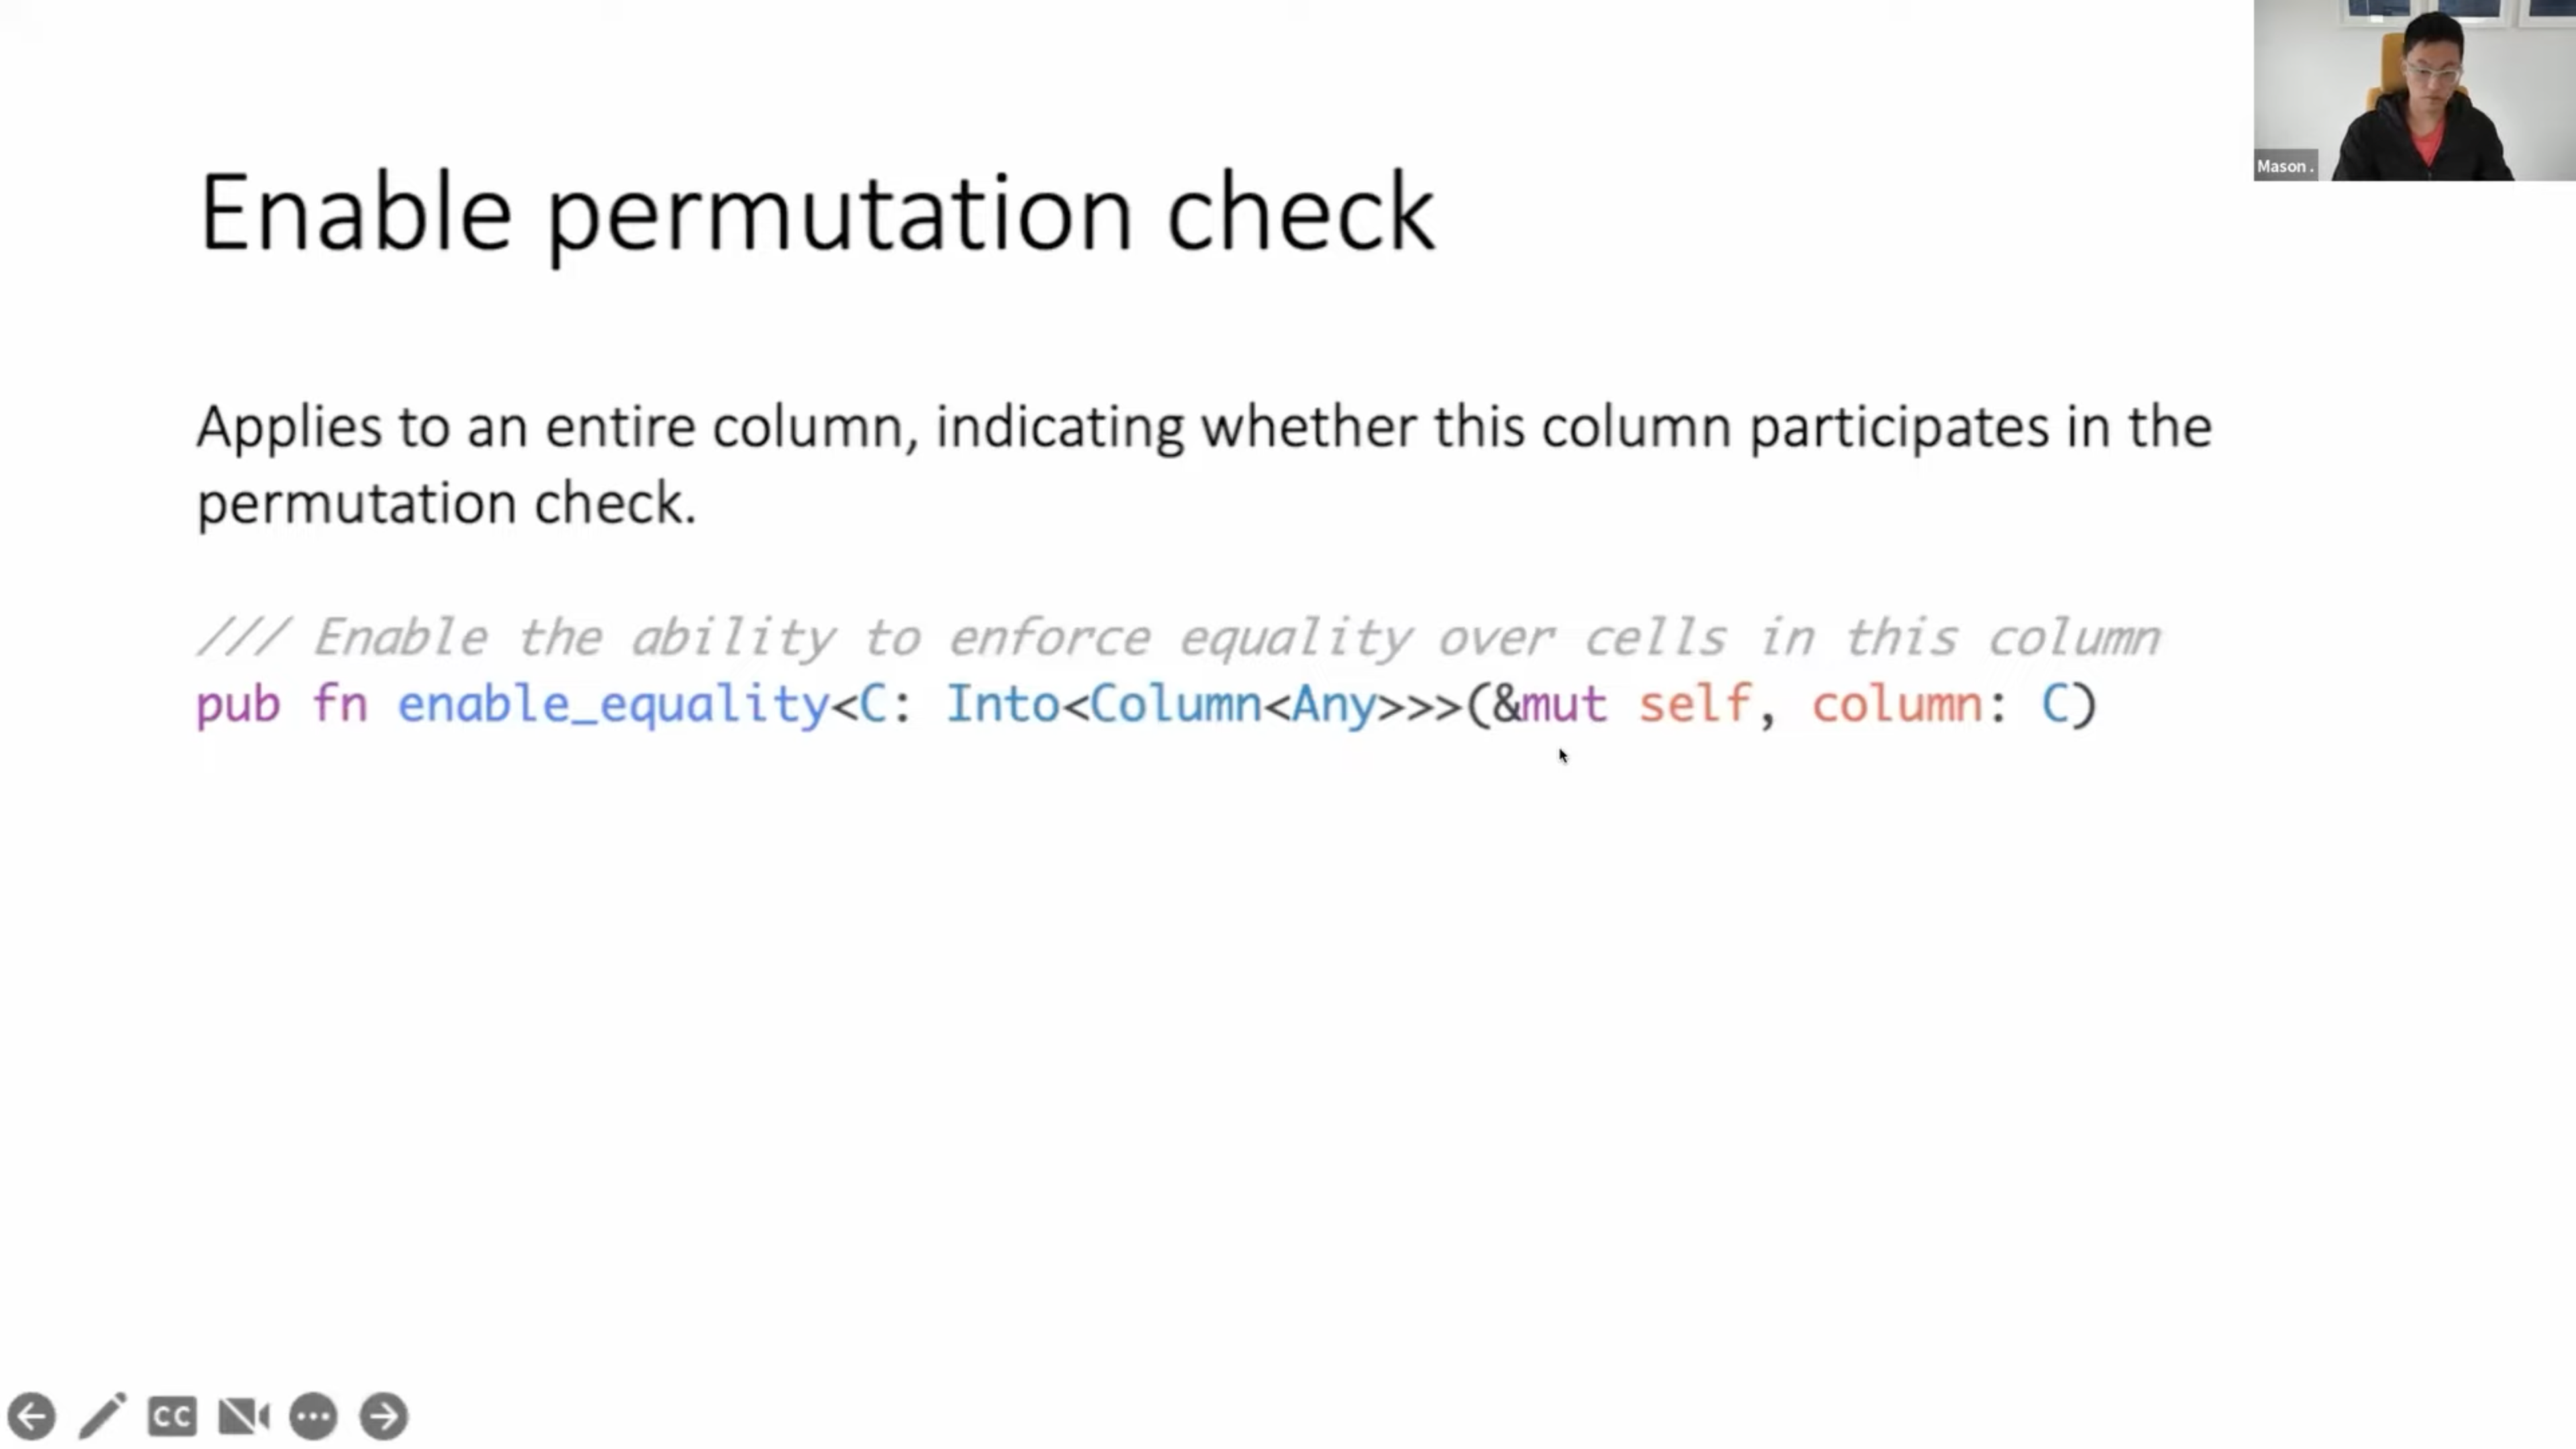 Mason .
Enable permutation check
Applies to an entire column, indicating whether this column participates in the
permutation check.
/// Enable the ability to enforce equality over cells in this column
pub fn enable_equality<C: Into<Column<Any>>>(&mut self, column: C)
CC